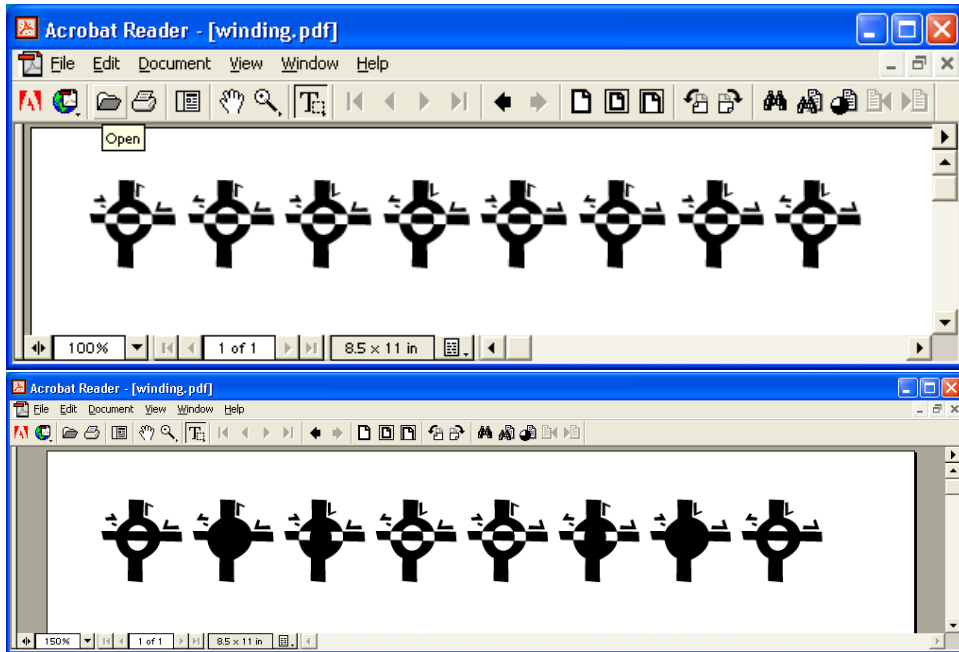 Acrobat Reader - [winding.pdf]
File Edit Document View Window Help
Open
100% 1 of 1 8.5 × 11 in
Acrobat Reader - [winding.pdf]
File Edit Document View Window Help
150% 1 of 1 8.5 × 11 in